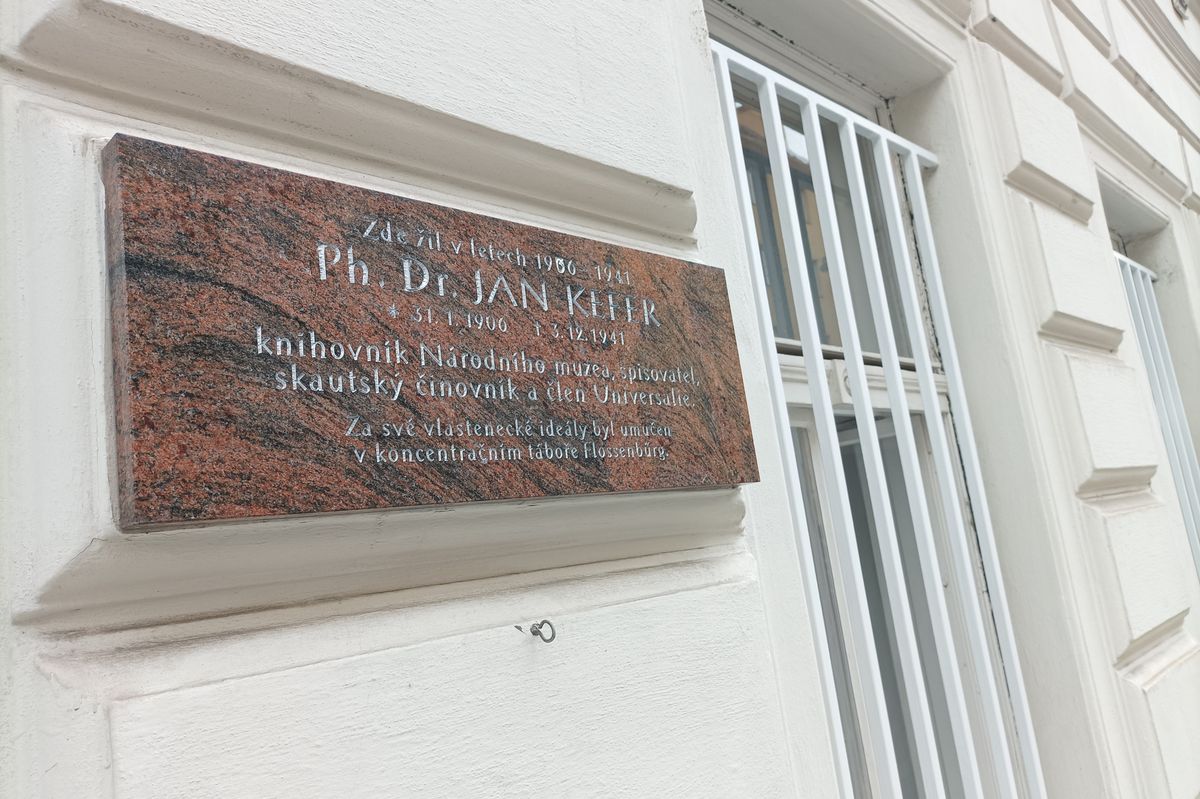 Zde žil v letech 1906 – 1941
Ph. Dr. JAN KEFER
* 31. 1. 1906 † 3. 12. 1941
knihovník Národního muzea, spisovatel,
skautský činovník a člen Universalie.
Za své vlastenecké ideály byl umučen
v koncentračním táboře Flossenbürg.